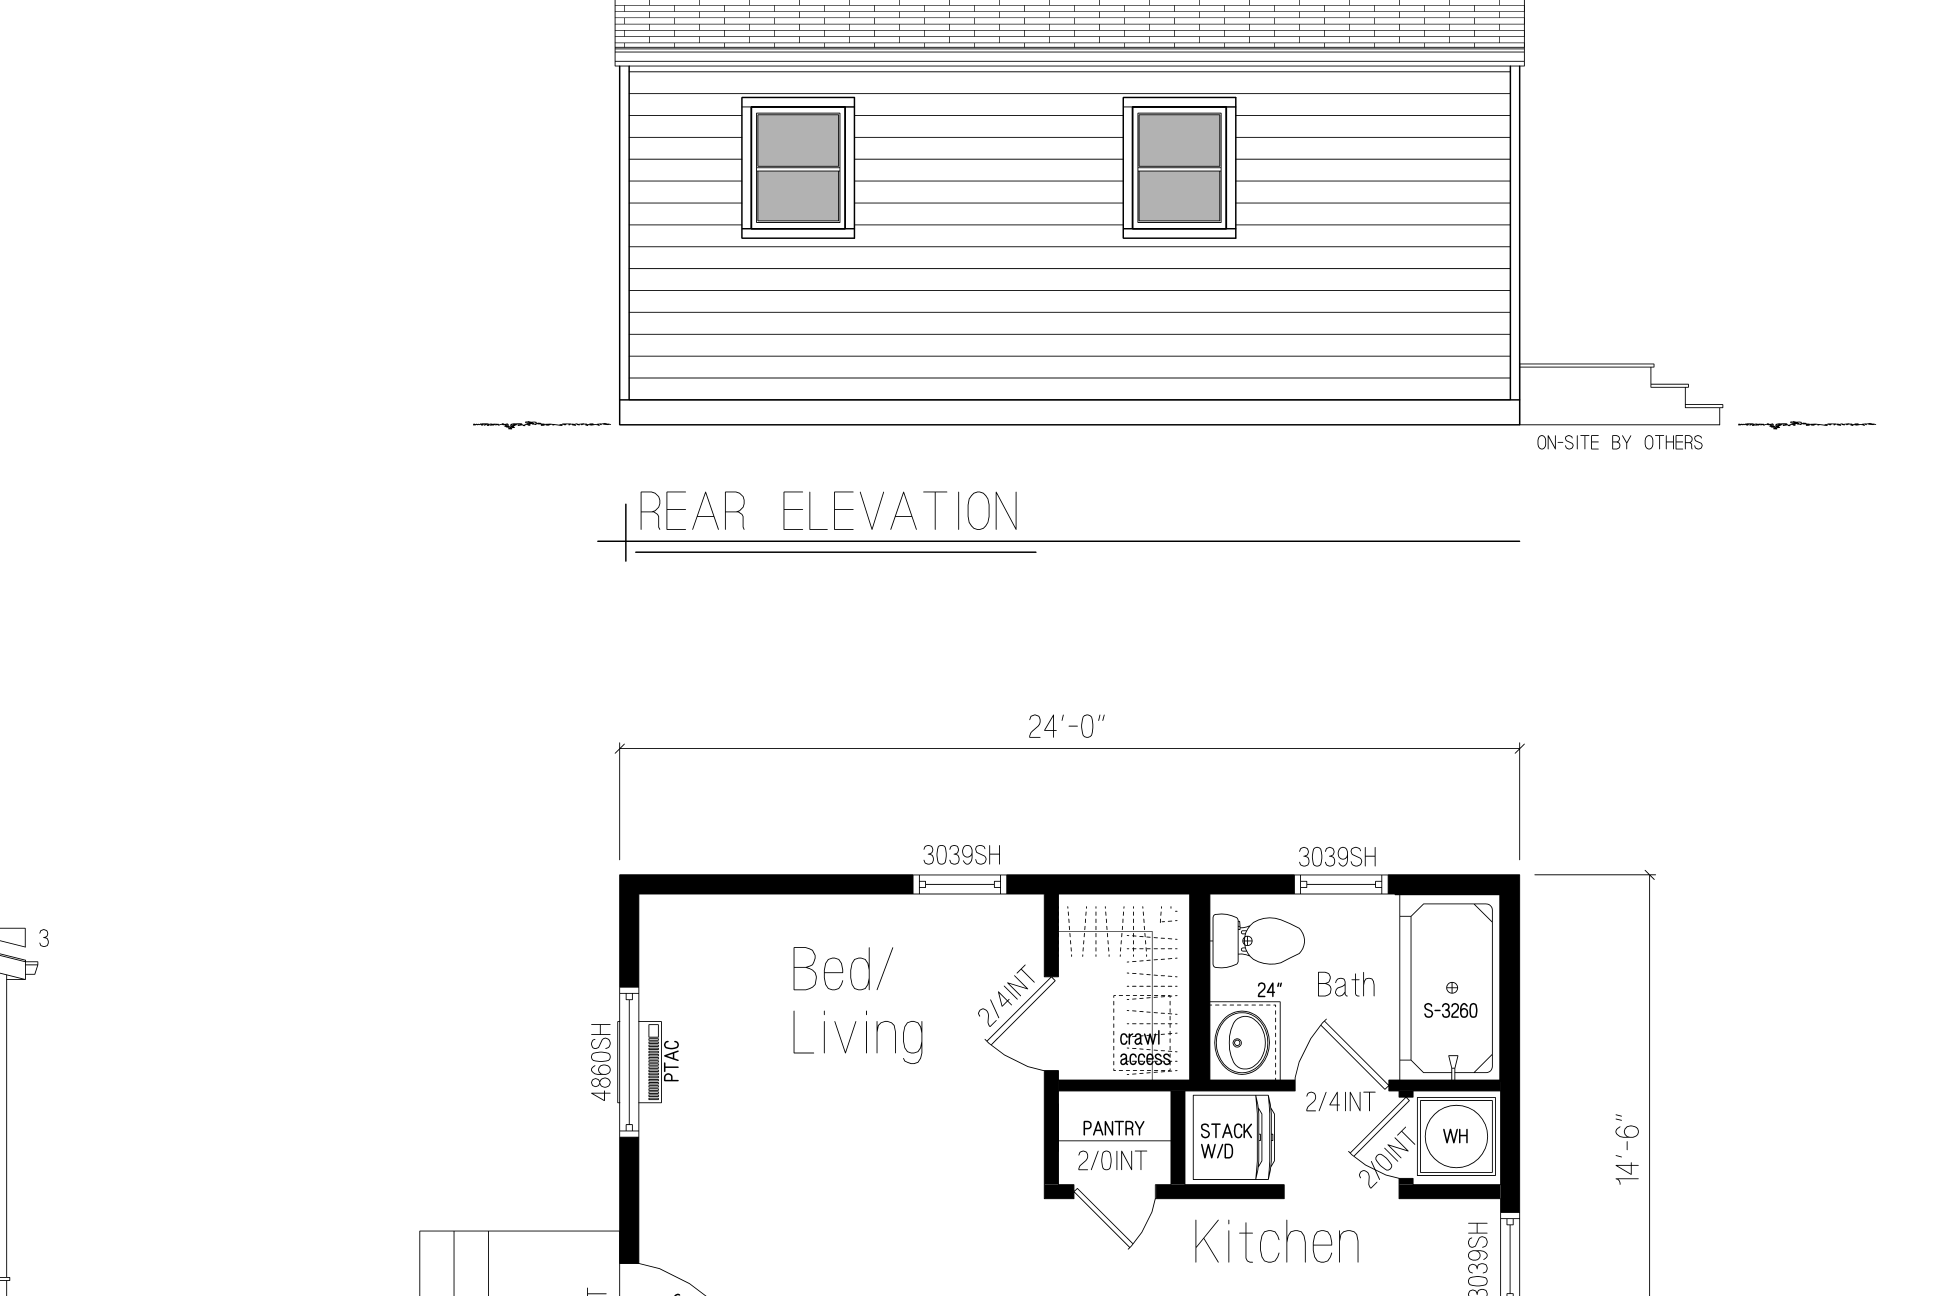 ON-SITE BY OTHERS
REAR ELEVATION
24'-0"
3039SH
3039SH
3
Bed/
Living
2/4INT
crawl
access
24"
Bath
S-3260
4860SH
PTAC
2/4INT
PANTRY
2/0INT
STACK
W/D
2/0INT
WH
14'-6"
Kitchen
3039SH